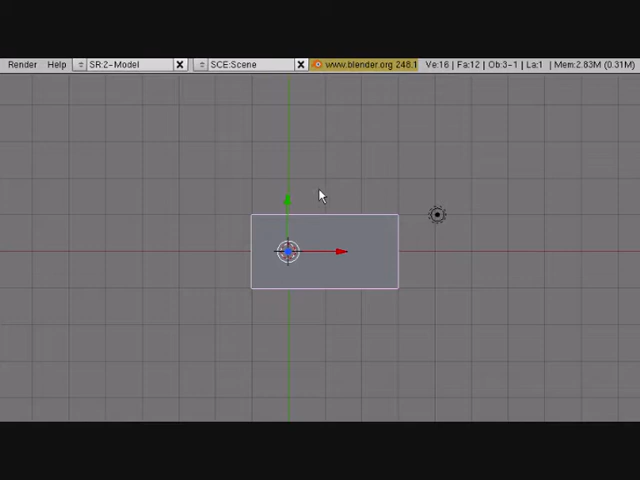 Render Help SR:2-Model SCE:Scene www.blender.org 248.1 Ve:16 | Fa:12 | Ob:3-1 | La:1 | Mem:2.83M (0.31M)